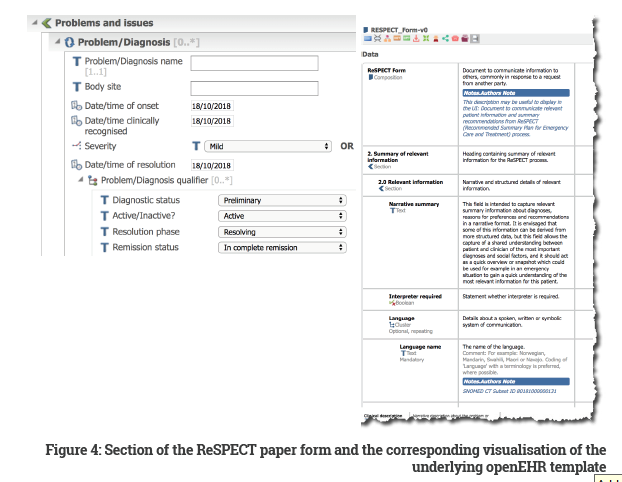 Problems and issues
Problem/Diagnosis [0..*]
Problem/Diagnosis name
[1..1]
Body site
Date/time of onset 18/10/2018
Date/time clinically
recognised 18/10/2018
Severity T Mild OR
Date/time of resolution 18/10/2018
Problem/Diagnosis qualifier [0..*]
Diagnostic status Preliminary
Active/Inactive? Active
Resolution phase Resolving
Remission status In complete remission
RESPECT_Form-v0
Data
ReSPECT Form
Composition
Document to communicate information to
others, commonly in response to a request
from another party.
Notes.Authors Note
This description may be useful to display in
the UI: Document to communicate relevant
patient information and summary
recommendations from ReSPECT
(Recommended Summary Plan for Emergency
Care and Treatment) process.
2. Summary of relevant
information
Section
Heading containing summary of relevant
information for the ReSPECT process.
2.0 Relevant information
Section
Narrative and structured details of relevant
information.
Narrative summary
Text
This field is intended to capture relevant
summary information about diagnoses,
reasons for preferences and recommendations
in a narrative format. It is envisaged that
some of this information can be derived from
more structured data, but this field allows the
capture of a shared understanding between
patient and clinician of the most important
diagnoses and social factors, and it should act
as a quick overview or snapshot which could
be used for example in an emergency
situation to gain a quick understanding of the
most relevant information for this patient.
Interpreter required
Boolean
Statement whether interpreter is required.
Language
Cluster
Optional, repeating
Details about a spoken, written or symbolic
system of communication.
Language name
Text
Mandatory
The name of the language.
Comment: For example: Norwegian,
Mandarin, Swahili, Maori or Navajo. Coding of
'Language' with a terminology is preferred,
where possible.
Notes.Authors Note
SNOMED CT Subset ID
Clinical description
Figure 4: Section of the ReSPECT paper form and the corresponding visualisation of the
underlying openEHR template